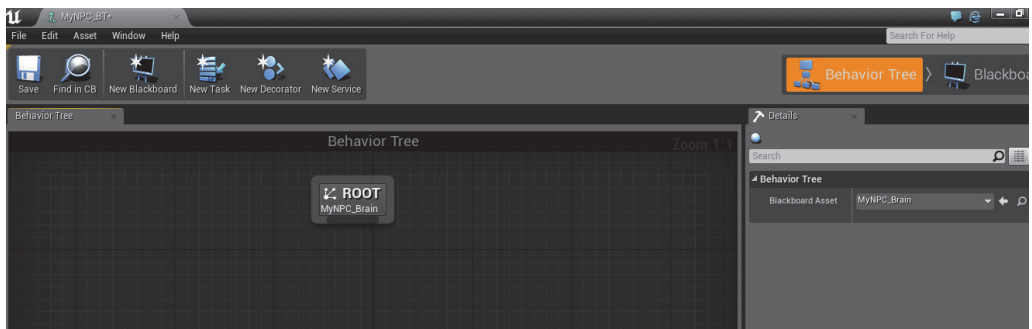 MyNPC_BT*
File Edit Asset Window Help
Search For Help
Save Find in CB New Blackboard New Task New Decorator New Service
Behavior Tree Blackboa
Behavior Tree
Details
Behavior Tree
Zoom 1:1
Search
ROOT
MyNPC_Brain
Behavior Tree
Blackboard Asset MyNPC_Brain